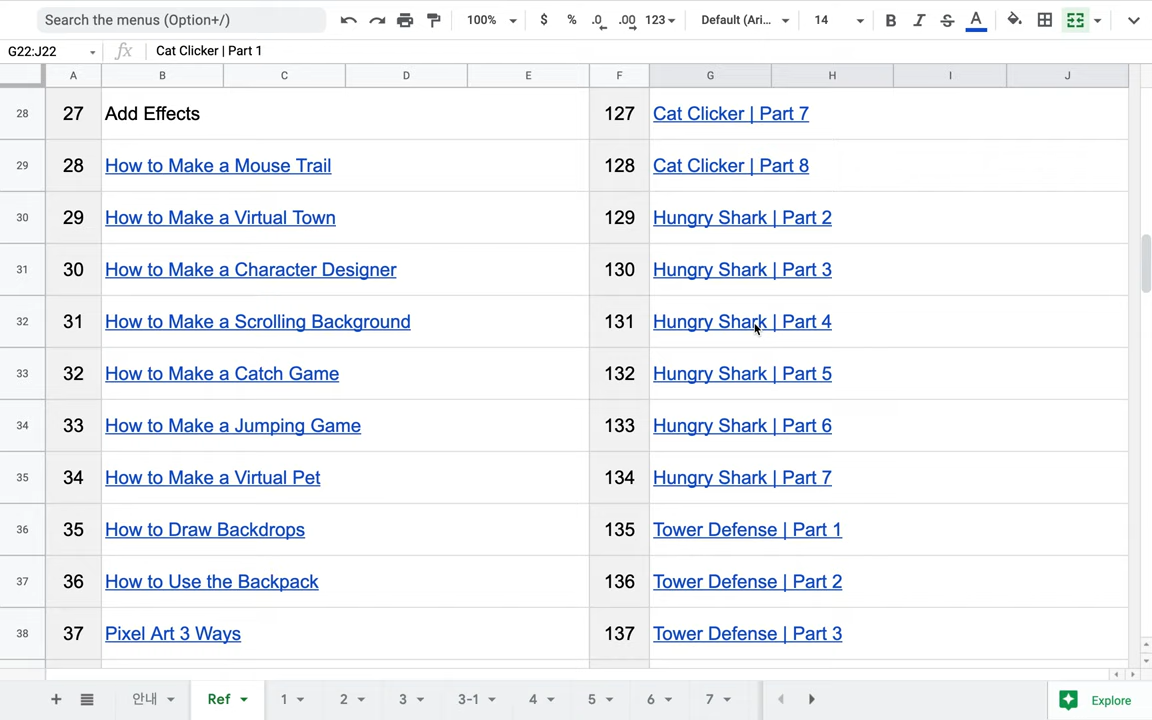 Search the menus (Option+/) 100% $ % .0 .00 123 Default (Ari... 14 B I S A
G22:J22 fx Cat Clicker | Part 1
A B C D E F G H I J
28 27 Add Effects 127 Cat Clicker | Part 7
29 28 How to Make a Mouse Trail 128 Cat Clicker | Part 8
30 29 How to Make a Virtual Town 129 Hungry Shark | Part 2
31 30 How to Make a Character Designer 130 Hungry Shark | Part 3
32 31 How to Make a Scrolling Background 131 Hungry Shark | Part 4
33 32 How to Make a Catch Game 132 Hungry Shark | Part 5
34 33 How to Make a Jumping Game 133 Hungry Shark | Part 6
35 34 How to Make a Virtual Pet 134 Hungry Shark | Part 7
36 35 How to Draw Backdrops 135 Tower Defense | Part 1
37 36 How to Use the Backpack 136 Tower Defense | Part 2
38 37 Pixel Art 3 Ways 137 Tower Defense | Part 3
+ 안내 Ref 1 2 3 3-1 4 5 6 7 Explore